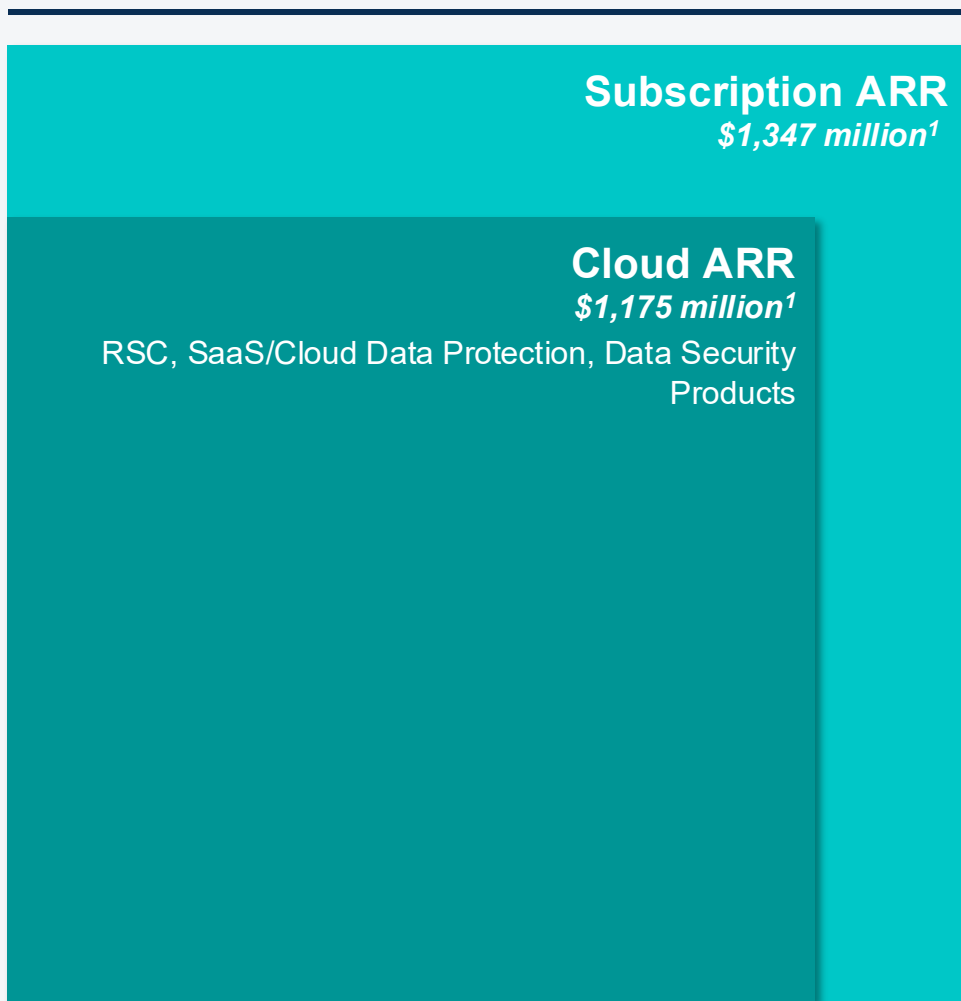 Subscription ARR
$1,347 million¹
Cloud ARR
$1,175 million¹
RSC, SaaS/Cloud Data Protection, Data Security
Products